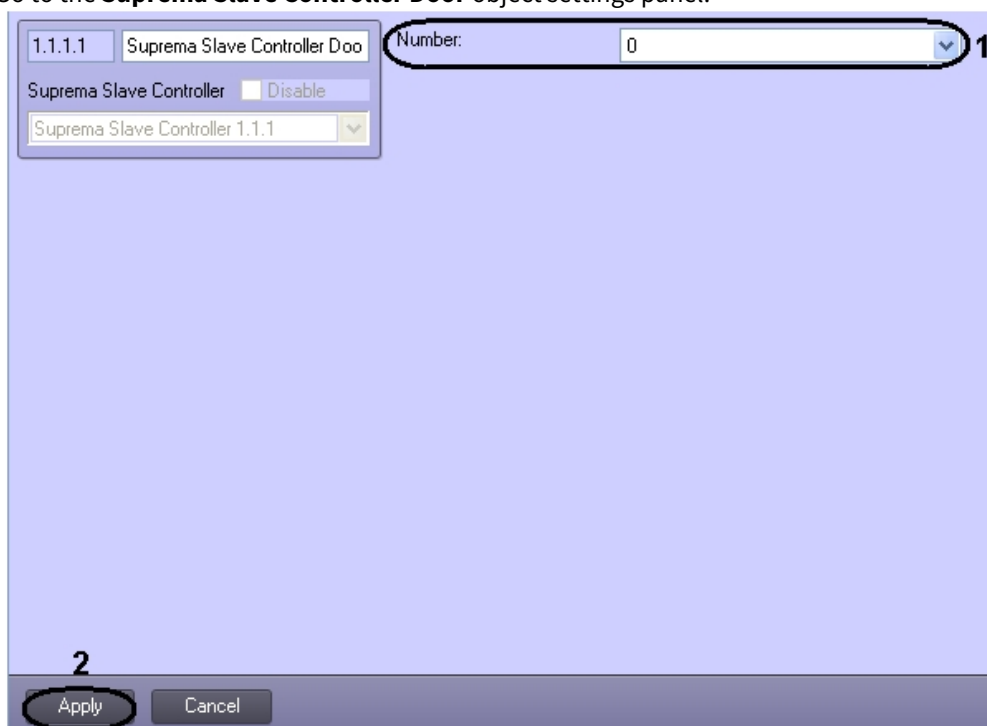 Go to the Suprema Slave Controller Door object settings panel.
1.1.1.1 Suprema Slave Controller Doo Number: 0 1
Suprema Slave Controller Disable
Suprema Slave Controller 1.1.1
2
Apply Cancel